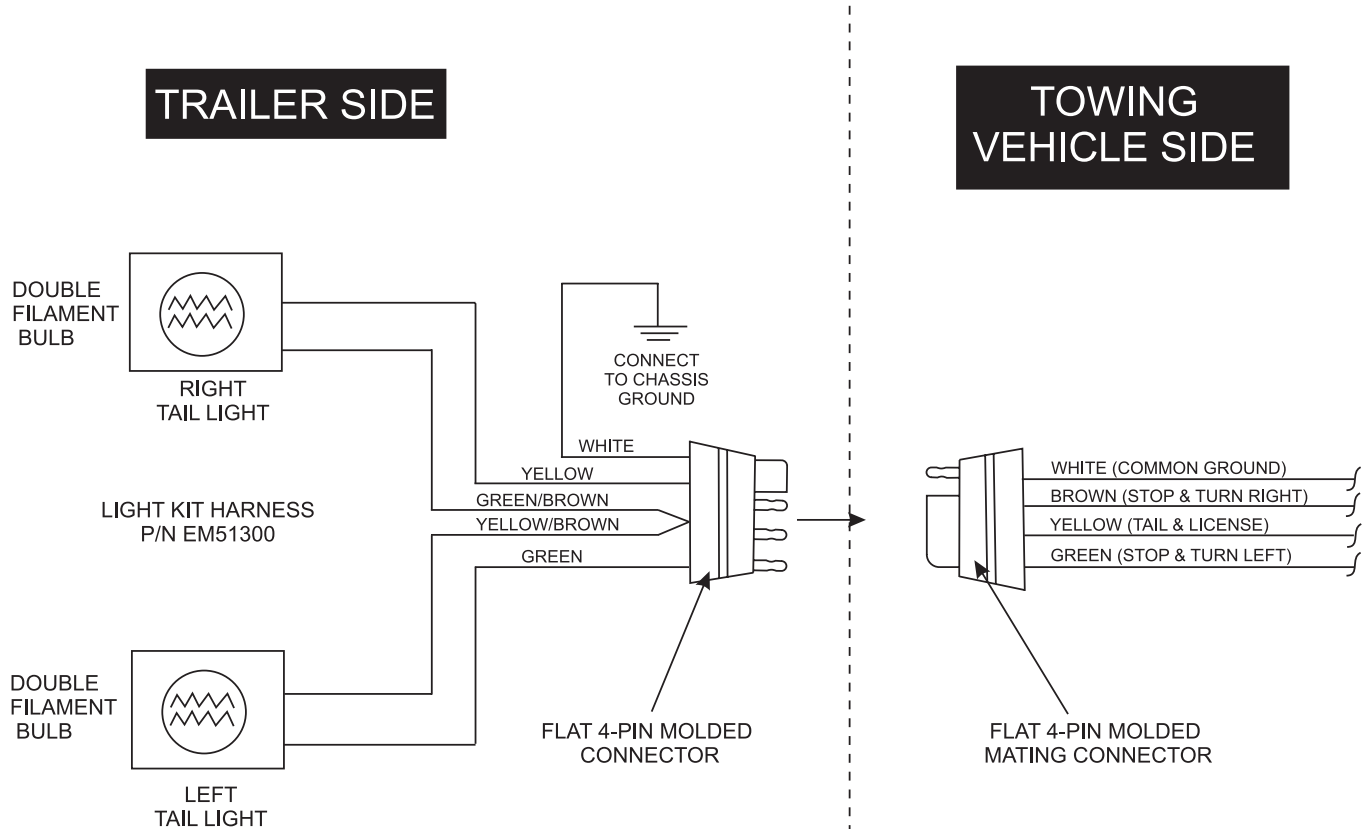 TRAILER SIDE
TOWING
VEHICLE SIDE
DOUBLE
FILAMENT
BULB
RIGHT
TAIL LIGHT
CONNECT
TO CHASSIS
GROUND
LIGHT KIT HARNESS
P/N EM51300
WHITE
YELLOW
GREEN/BROWN
YELLOW/BROWN
GREEN
WHITE (COMMON GROUND)
BROWN (STOP & TURN RIGHT)
YELLOW (TAIL & LICENSE)
GREEN (STOP & TURN LEFT)
DOUBLE
FILAMENT
BULB
LEFT
TAIL LIGHT
FLAT 4-PIN MOLDED
CONNECTOR
FLAT 4-PIN MOLDED
MATING CONNECTOR